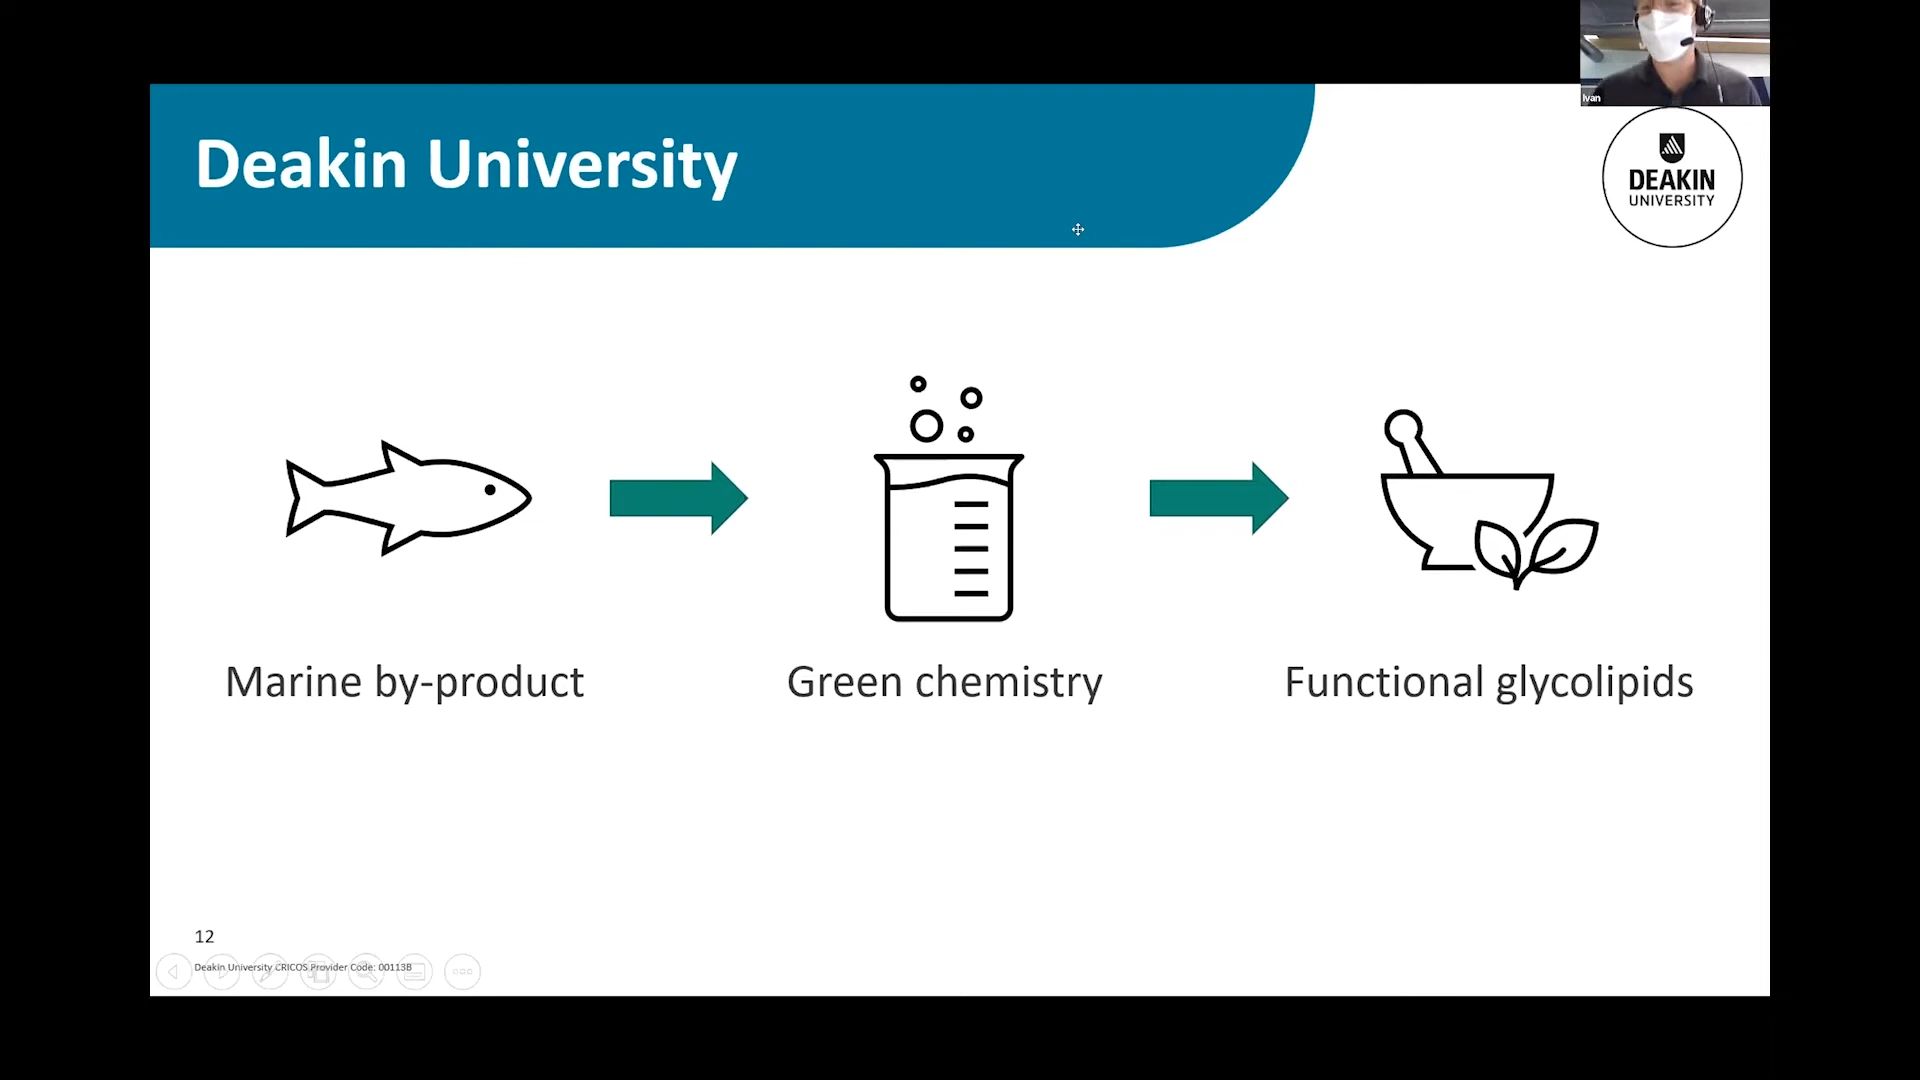 Ivan
Deakin University
DEAKIN
UNIVERSITY
Marine by-product
Green chemistry
Functional glycolipids
12
Deakin University CRICOS Provider Code: 00113B